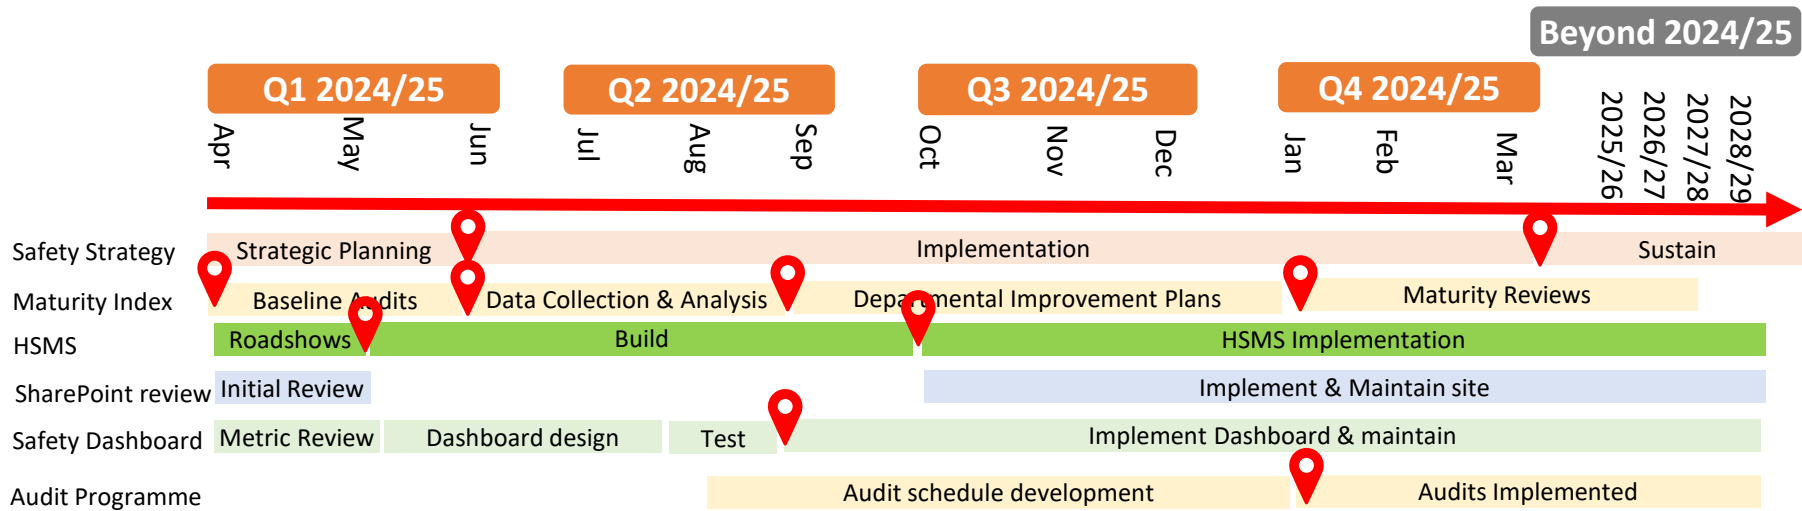 Beyond 2024/25
Q1 2024/25
Q2 2024/25
Q3 2024/25
Q4 2024/25
Apr
May
Jun
Jul
Aug
Sep
Oct
Nov
Dec
Jan
Feb
Mar
2025/26
2026/27
2027/28
2028/29
Safety Strategy
Strategic Planning
Implementation
Sustain
Maturity Index
Baseline Audits
Data Collection & Analysis
Departmental Improvement Plans
Maturity Reviews
HSMS
Roadshows
Build
HSMS Implementation
SharePoint review
Initial Review
Implement & Maintain site
Safety Dashboard
Metric Review
Dashboard design
Test
Implement Dashboard & maintain
Audit Programme
Audit schedule development
Audits Implemented